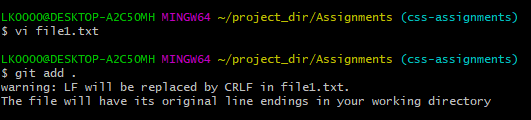 LKOOOO@DESKTOP-A2C50MH MINGW64 ~/project_dir/Assignments (css-assignments)
$ vi file1.txt
LKOOOO@DESKTOP-A2C50MH MINGW64 ~/project_dir/Assignments (css-assignments)
$ git add .
warning: LF will be replaced by CRLF in file1.txt.
The file will have its original line endings in your working directory